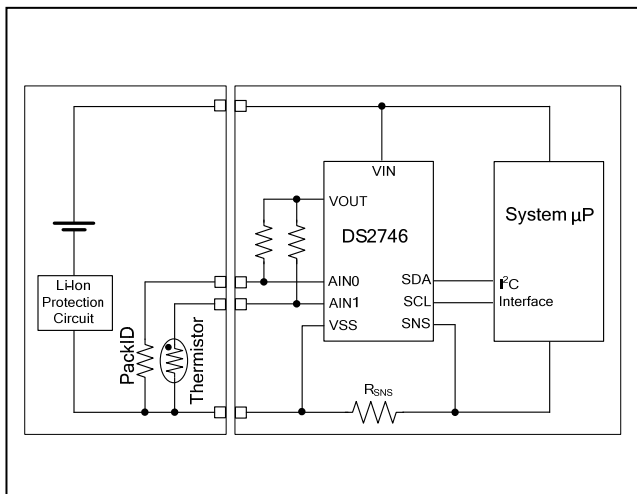 VIN
VOUT
DS2746
System µP
AIN0
AIN1
VSS
SDA
SCL
SNS
I²C
Interface
Li-Ion
Protection
Circuit
PackID
Thermistor
RSNS